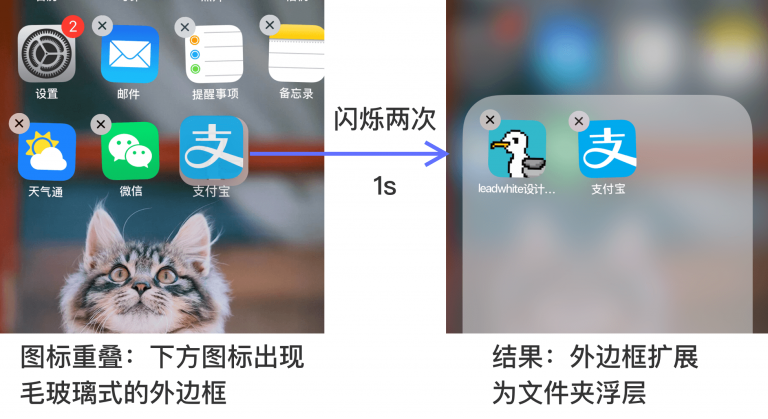 2
设置
邮件
提醒事项
备忘录
天气通
微信
支
支付宝
闪烁两次
1s
支
leadwhite设计...
支付宝
图标重叠：下方图标出现
毛玻璃式的外边框
结果：外边框扩展
为文件夹浮层